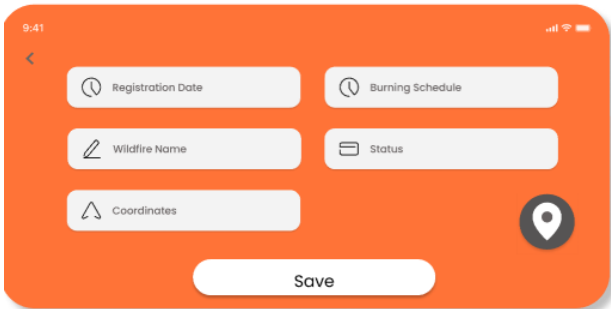 9:41
Registration Date
Burning Schedule
Wildfire Name
Status
Coordinates
Save